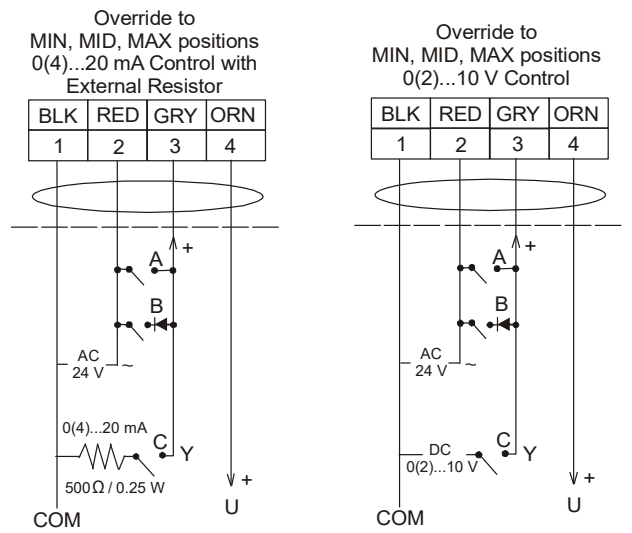 Override to
MIN, MID, MAX positions
0(4)...20 mA Control with
External Resistor
BLK RED GRY ORN
1 2 3 4
+
A
B
AC
24 V ~
0(4)...20 mA
C Y
500Ω / 0.25 W
+
U
COM
Override to
MIN, MID, MAX positions
0(2)...10 V Control
BLK RED GRY ORN
1 2 3 4
+
A
B
AC
24 V ~
C Y
DC
0(2)...10 V
+
U
COM